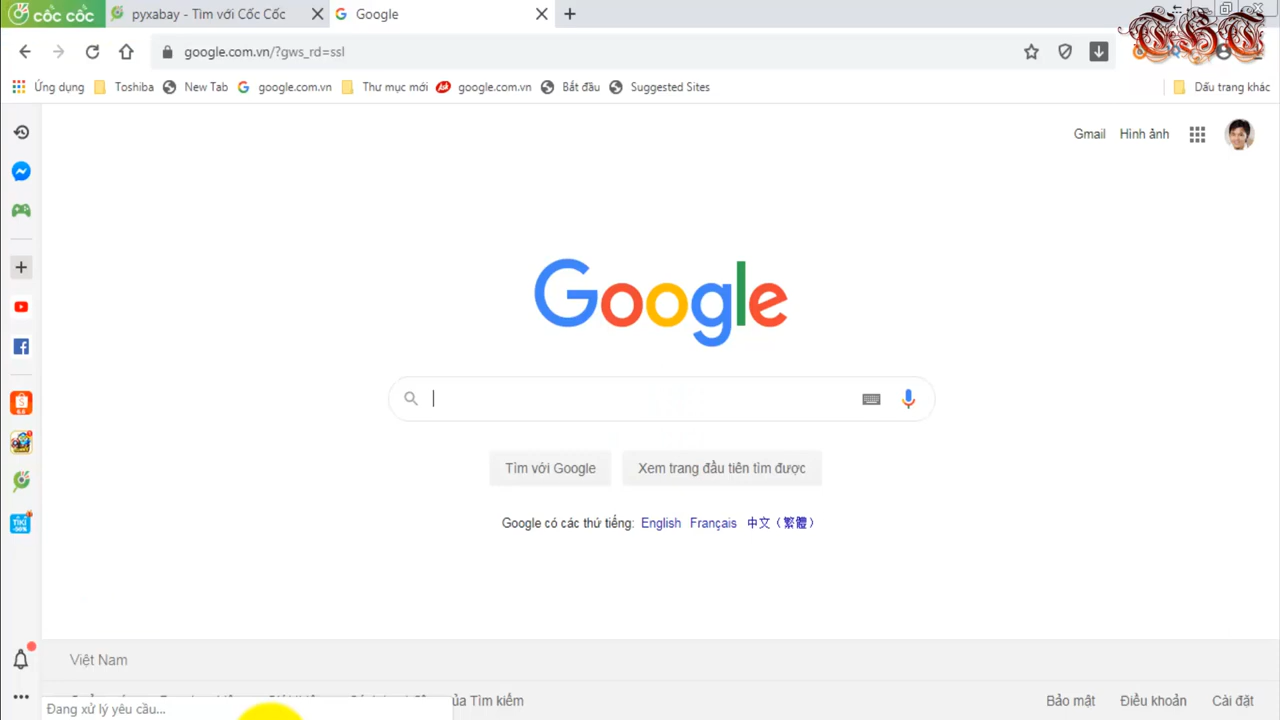 cốc cốc
pyxabay - Tìm với Cốc Cốc
Google
google.com.vn/?gws_rd=ssl
Ứng dụng
Toshiba
New Tab
google.com.vn
Thư mục mới
google.com.vn
Bắt đầu
Suggested Sites
Dấu trang khác
Gmail
Hình ảnh
Google
Tìm với Google
Xem trang đầu tiên tìm được
Google có các thứ tiếng: English Français 中文（繁體）
Việt Nam
của Tìm kiếm
Bảo mật
Điều khoản
Cài đặt
Đang xử lý yêu cầu...